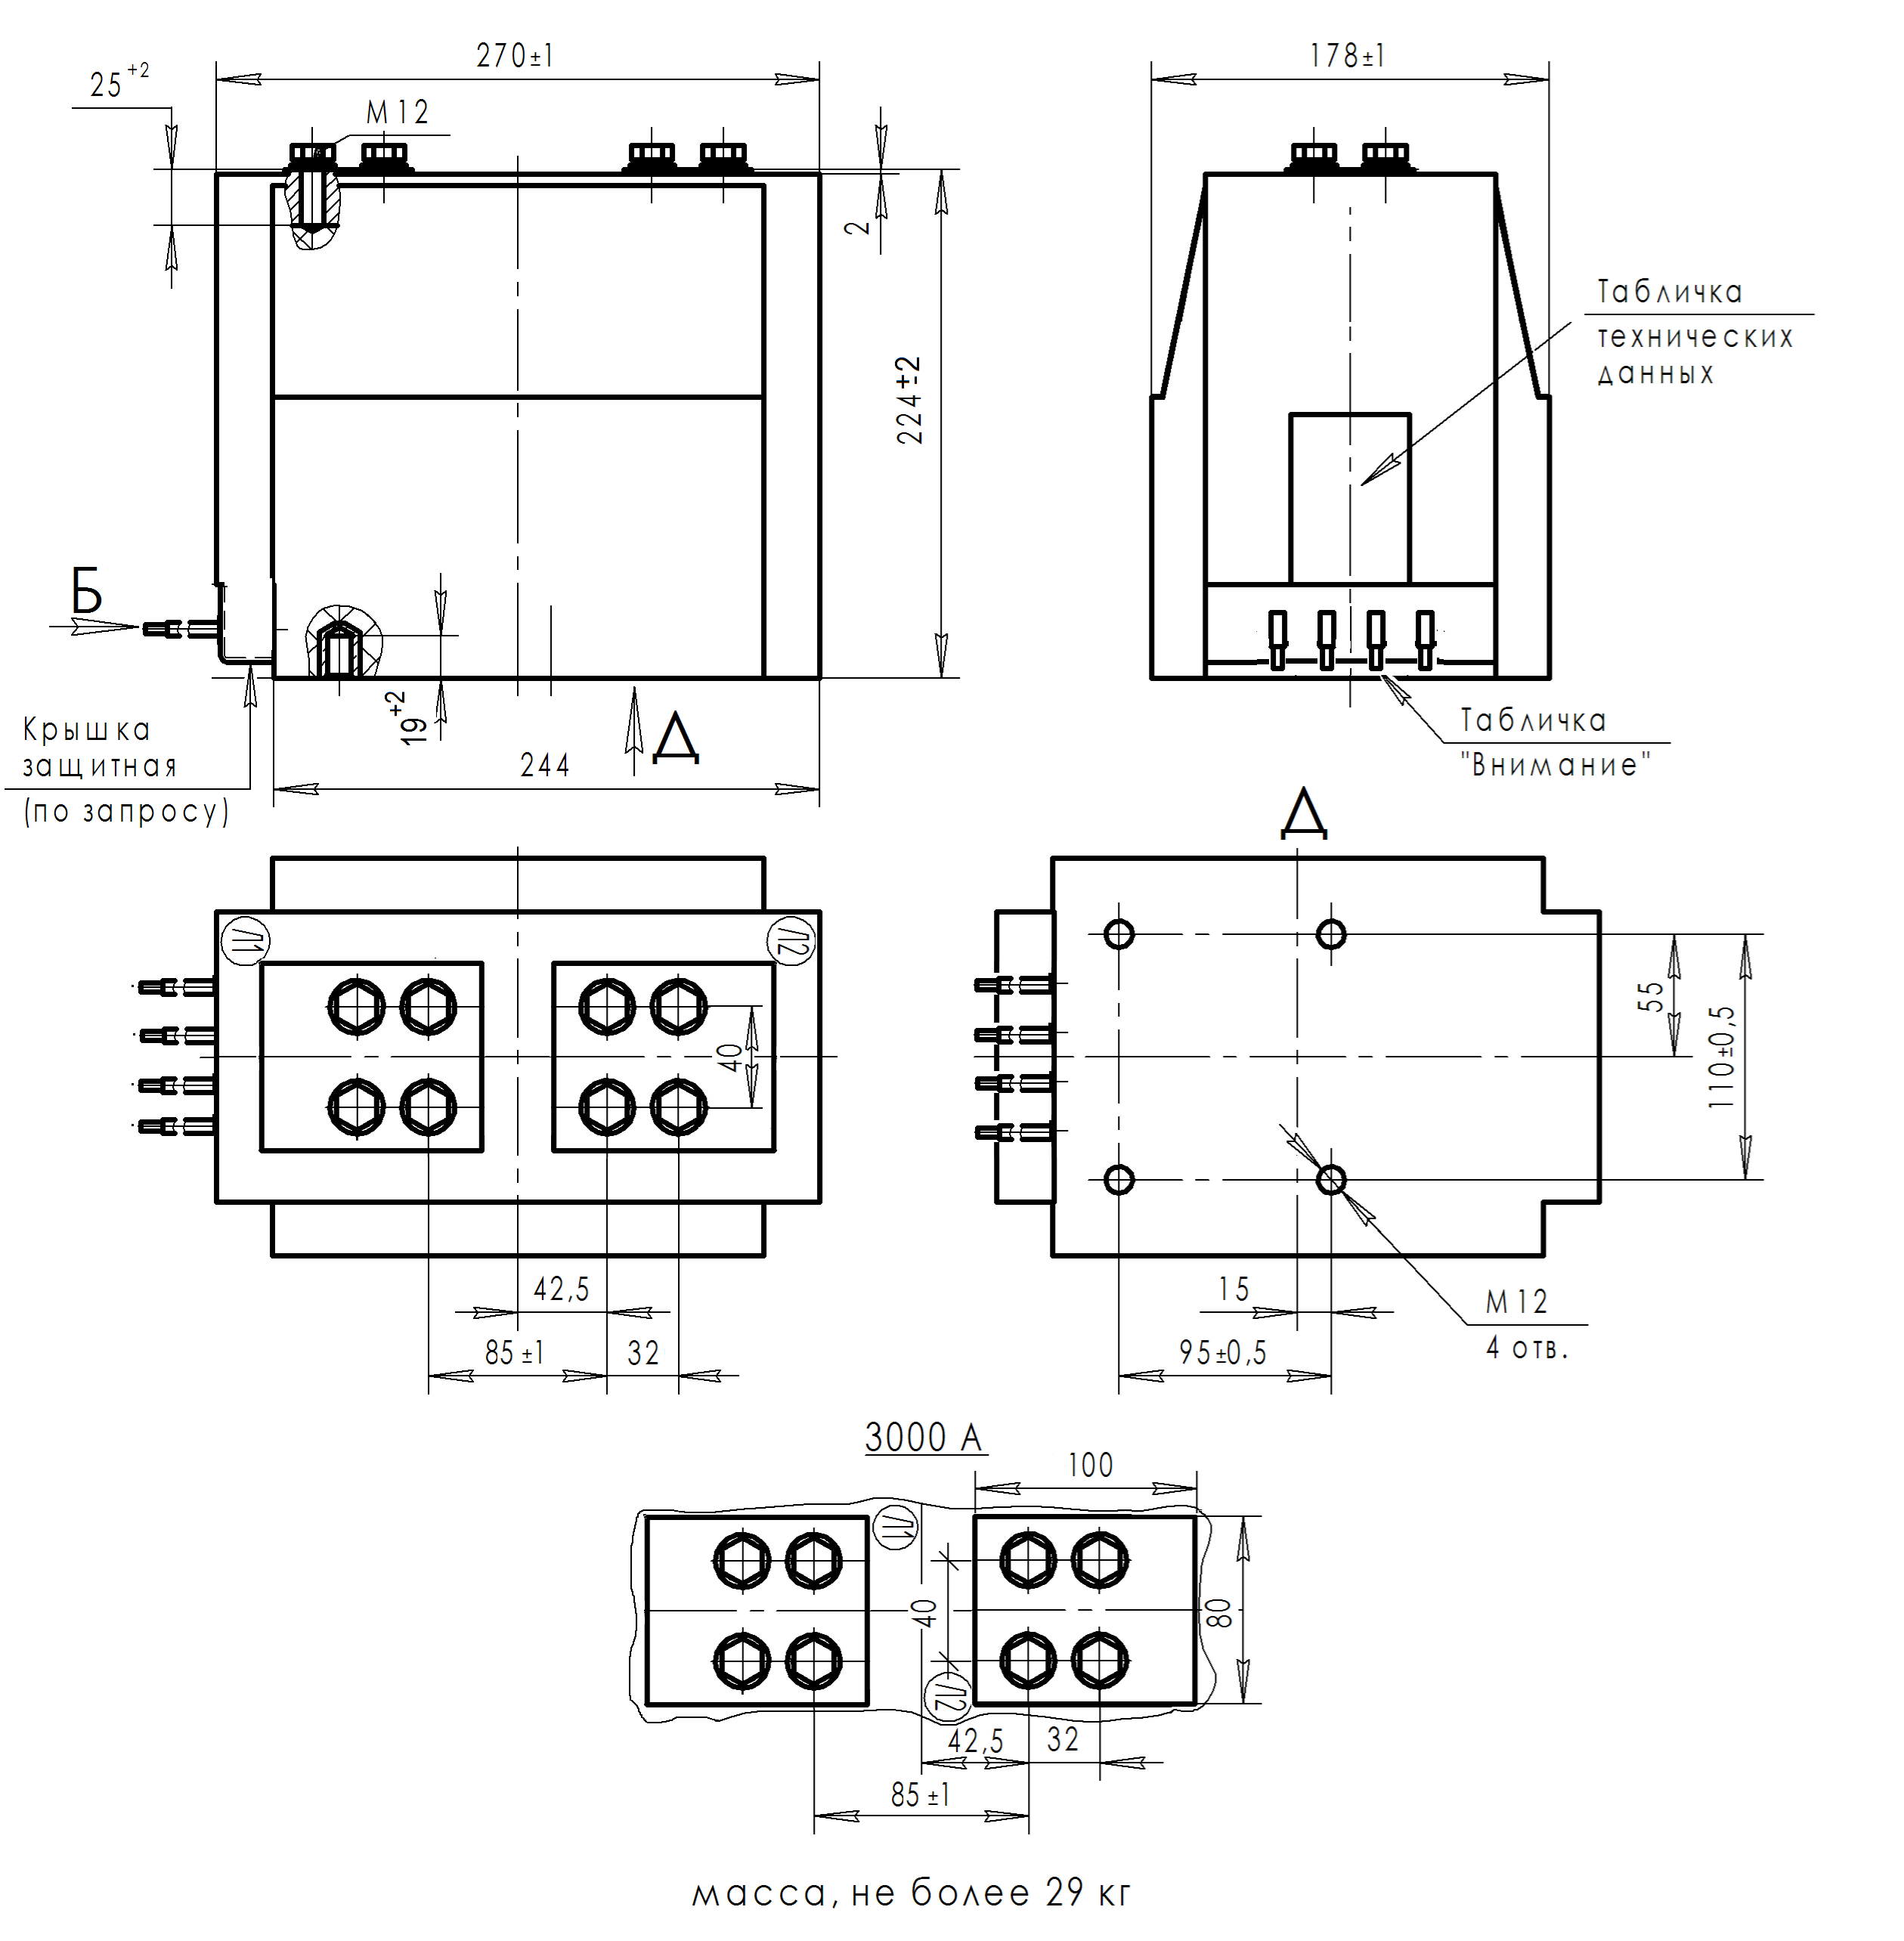 270±1
178±1
25+2
М12
2
224±2
Табличка
технических
данных
Б
19+2
Д
Крышка
защитная
(по запросу)
244
Табличка
"Внимание"
Д
Л1
Л2
40
55
110±0,5
42,5
85±1
32
15
95±0,5
М12
4 отв.
3000 А
100
Л1
40
80
Л2
42,5
32
85±1
масса, не более 29 кг